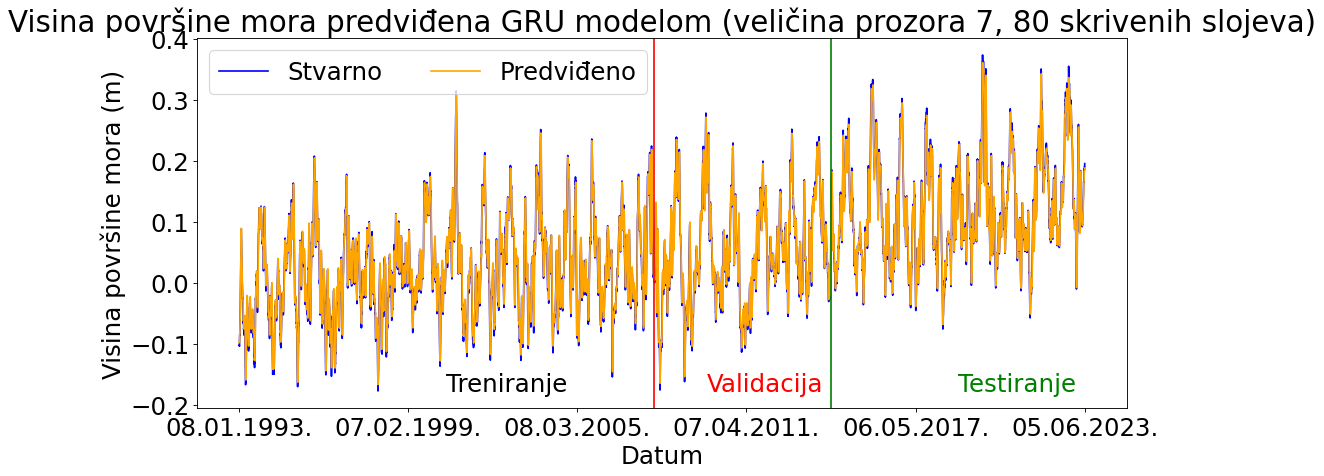 Visina površine mora predviđena GRU modelom (veličina prozora 7, 80 skrivenih slojeva)
Stvarno Predviđeno
Visina površine mora (m)
0.4
0.3
0.2
0.1
0.0
−0.1
−0.2
Treniranje Validacija Testiranje
08.01.1993. 07.02.1999. 08.03.2005. 07.04.2011. 06.05.2017. 05.06.2023.
Datum